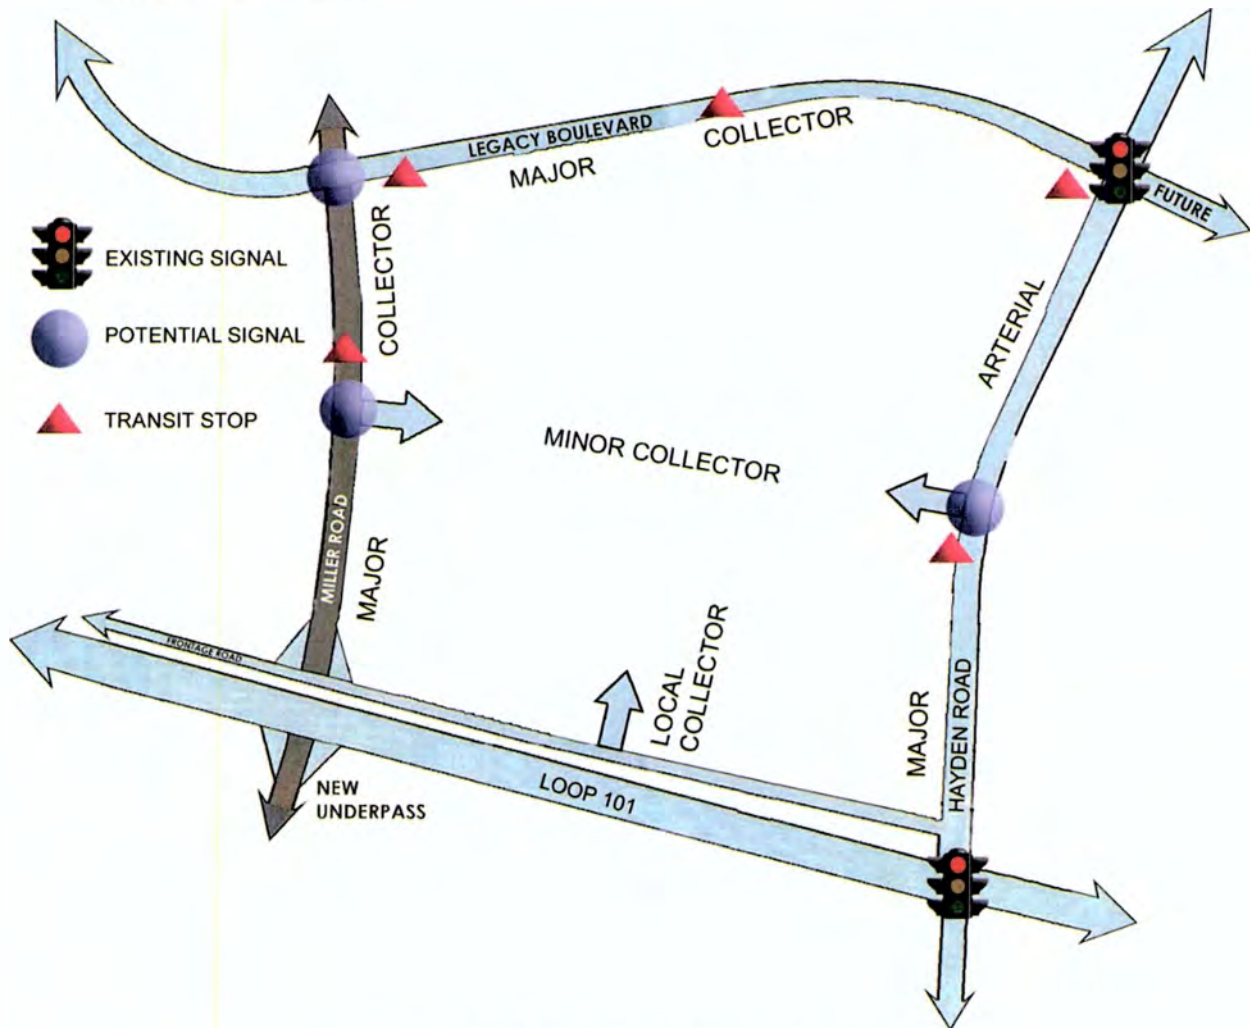 LEGACY BOULEVARD
COLLECTOR
MAJOR
FUTURE
COLLECTOR
EXISTING SIGNAL
POTENTIAL SIGNAL
TRANSIT STOP
ARTERIAL
MINOR COLLECTOR
MILLER ROAD
MAJOR
FRONTAGE ROAD
LOCAL
COLLECTOR
MAJOR
HAYDEN ROAD
NEW
UNDERPASS
LOOP 101